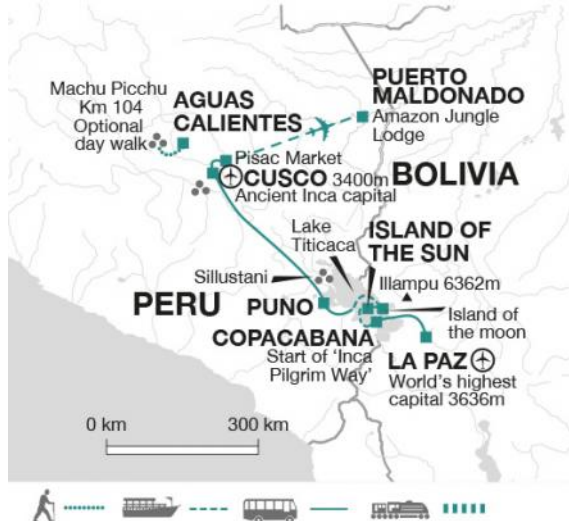 Machu Picchu
Km 104
Optional
day walk
AGUAS
CALIENTES
PUERTO
MALDONADO
Amazon Jungle
Lodge
Pisac Market
CUSCO 3400m
Ancient Inca capital
BOLIVIA
Lake
Titicaca
ISLAND OF
THE SUN
Sillustani
Illampu 6362m
PERU
PUNO
Island of
the moon
COPACABANA
Start of ‘Inca
Pilgrim Way’
LA PAZ
World’s highest
capital 3636m
0 km
300 km